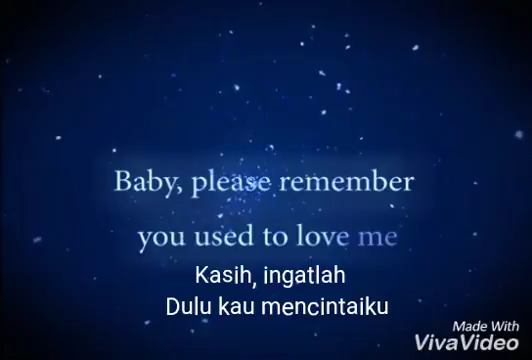 Baby, please remember
you used to love me
Kasih, ingatlah
Dulu kau mencintaiku
Made With
VivaVideo